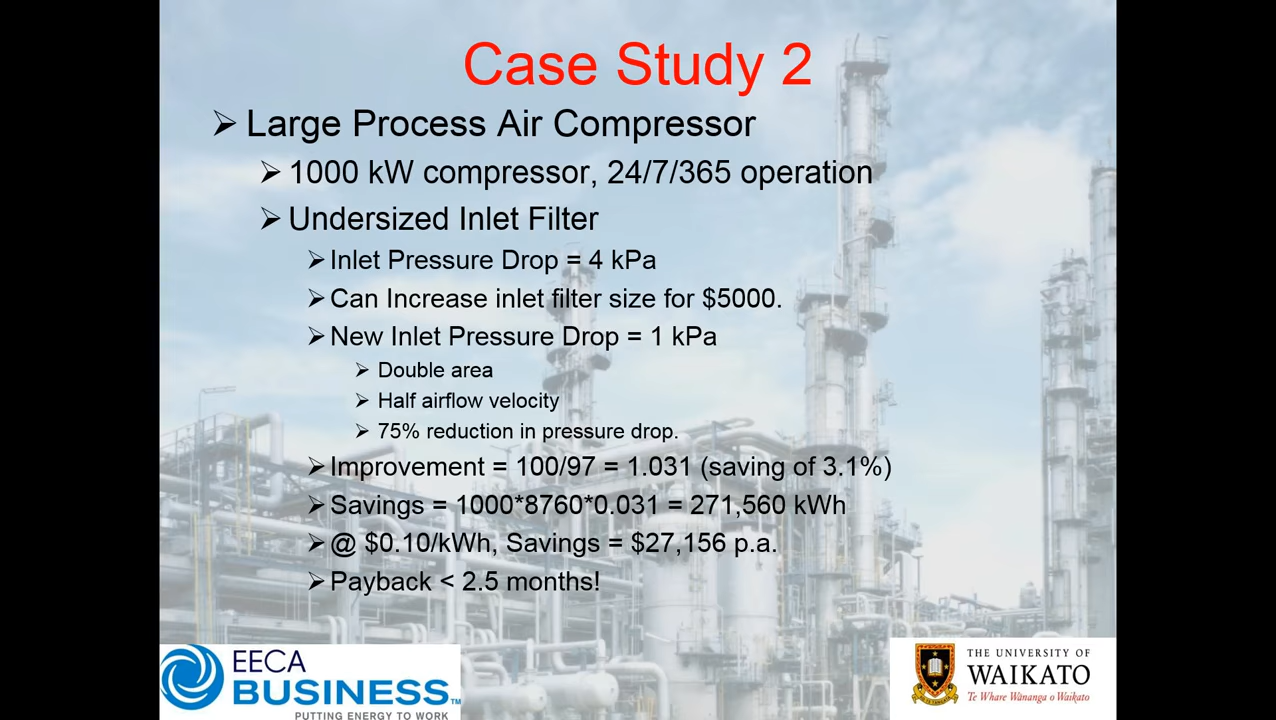 Case Study 2
Large Process Air Compressor
1000 kW compressor, 24/7/365 operation
Undersized Inlet Filter
Inlet Pressure Drop = 4 kPa
Can Increase inlet filter size for $5000.
New Inlet Pressure Drop = 1 kPa
Double area
Half airflow velocity
75% reduction in pressure drop.
Improvement = 100/97 = 1.031 (saving of 3.1%)
Savings = 1000*8760*0.031 = 271,560 kWh
@ $0.10/kWh, Savings = $27,156 p.a.
Payback < 2.5 months!
EECA
BUSINESS™
PUTTING ENERGY TO WORK
THE UNIVERSITY OF
WAIKATO
Te Whare Wānanga o Waikato